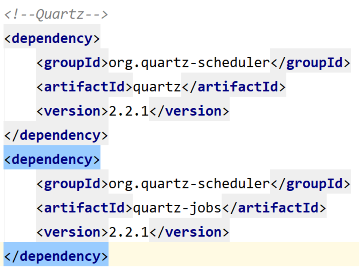 <!--Quartz-->
<dependency>
    <groupId>org.quartz-scheduler</groupId>
    <artifactId>quartz</artifactId>
    <version>2.2.1</version>
</dependency>
<dependency>
    <groupId>org.quartz-scheduler</groupId>
    <artifactId>quartz-jobs</artifactId>
    <version>2.2.1</version>
</dependency>